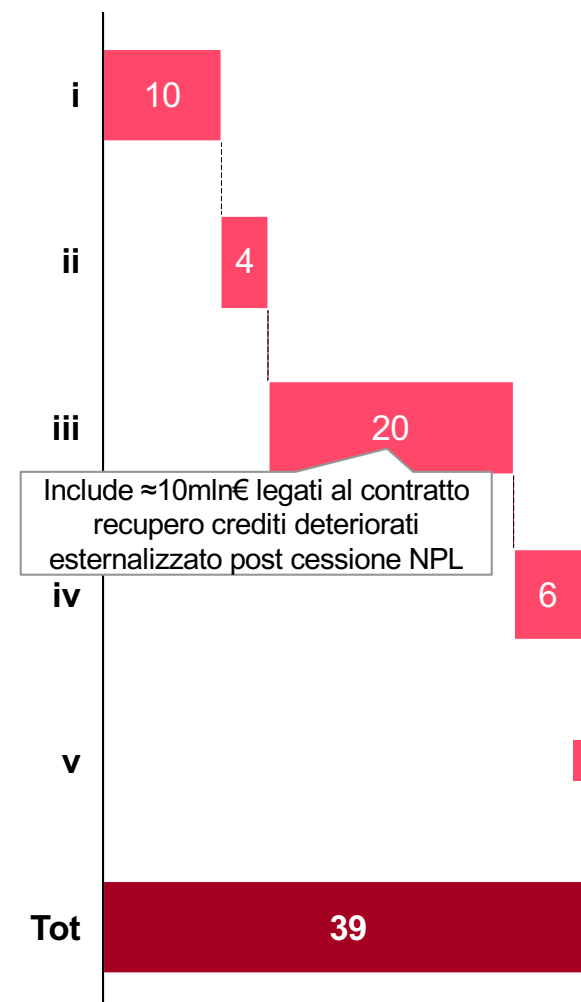 i
10
ii
4
iii
20
Include ≈10mln€ legati al contratto
recupero crediti deteriorati
esternalizzato post cessione NPL
iv
6
v
Tot
39